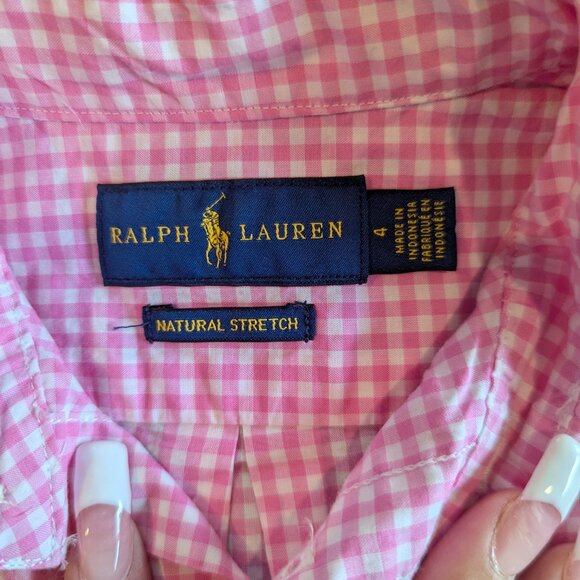 RALPH LAUREN
4
MADE IN
INDONESIA
FABRIQUÉ EN
INDONÉSIE
NATURAL STRETCH